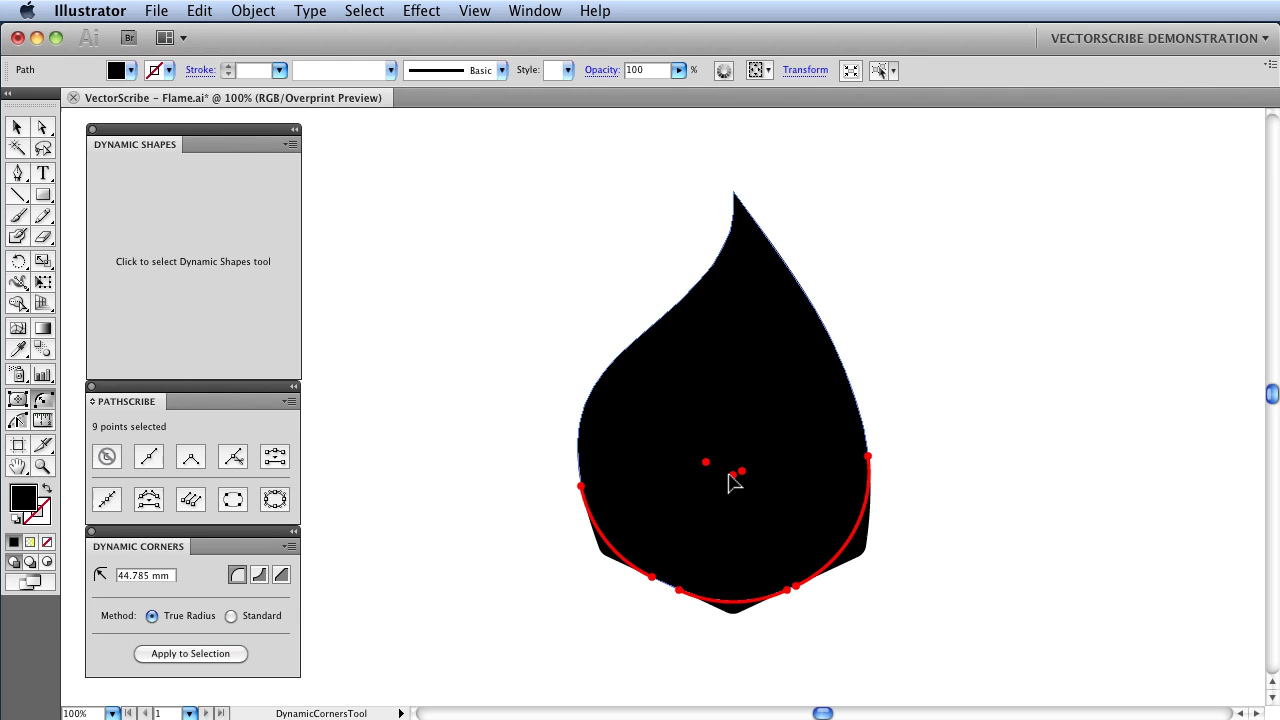 Illustrator File Edit Object Type Select Effect View Window Help
Ai Br VECTORSCRIBE DEMONSTRATION
Path Stroke: Basic Style: Opacity: 100 % Transform
VectorScribe - Flame.ai* @ 100% (RGB/Overprint Preview)
DYNAMIC SHAPES
Click to select Dynamic Shapes tool
PATHSCRIBE
9 points selected
DYNAMIC CORNERS
44.785 mm
Method: True Radius Standard
Apply to Selection
100% 1 DynamicCornersTool